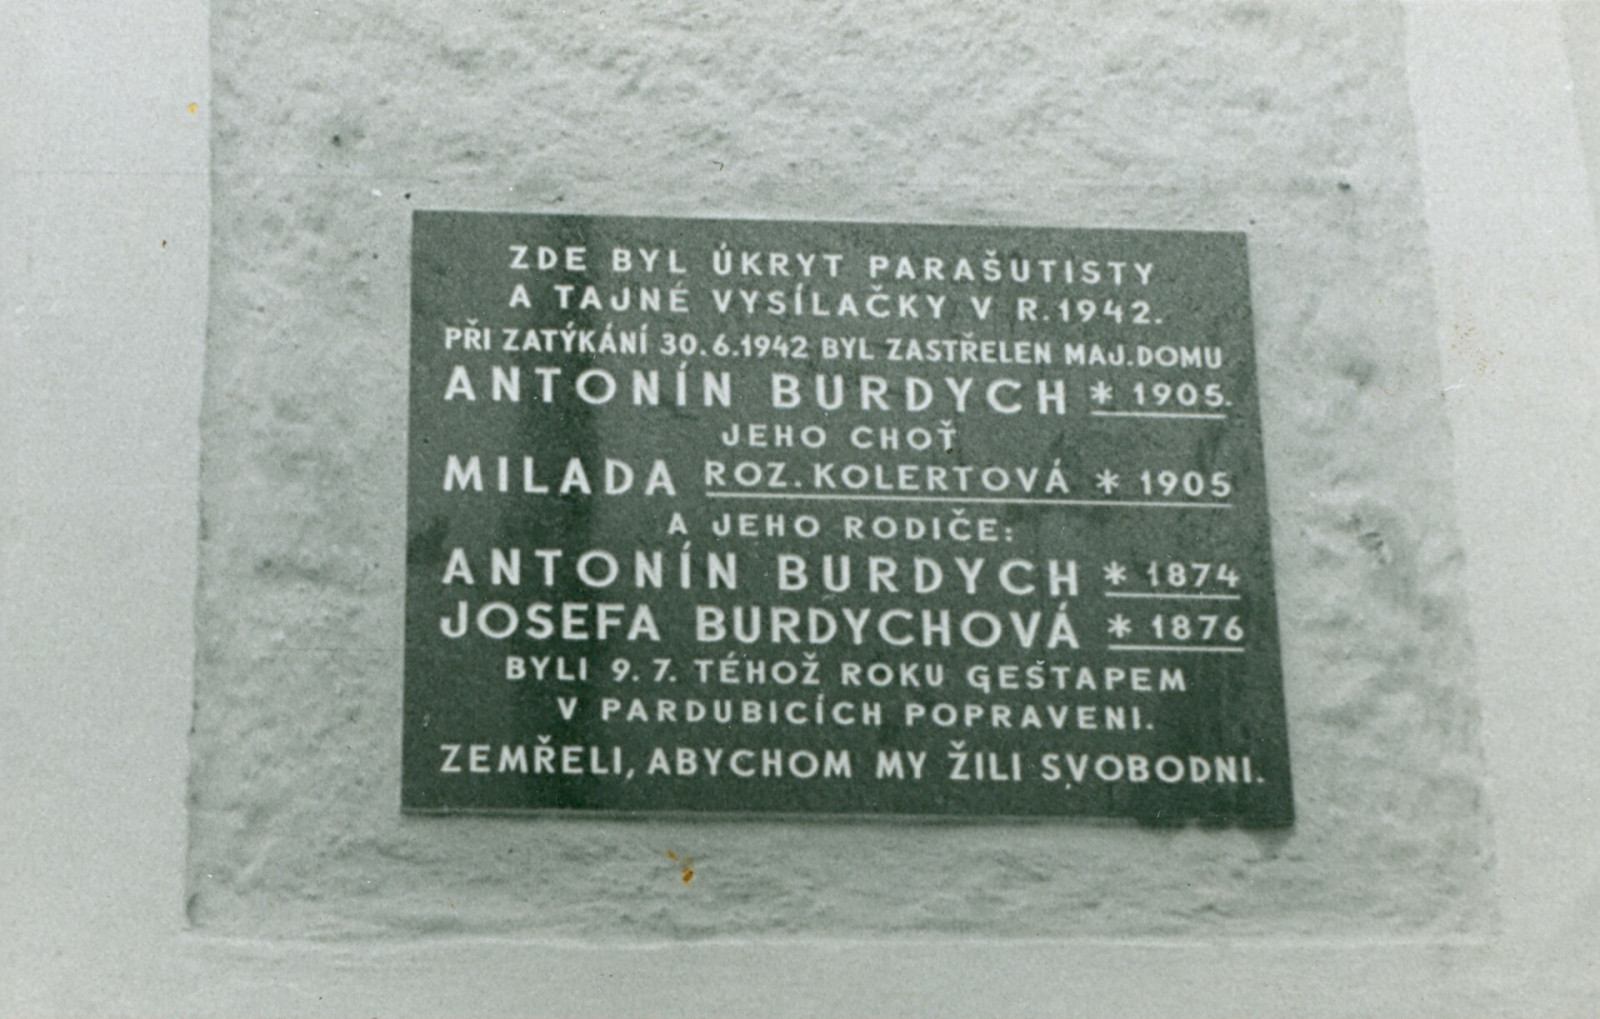 ZDE BYL ÚKRYT PARAŠUTISTY
A TAJNÉ VYSÍLAČKY V R.1942.
PŘI ZATÝKÁNÍ 30.6.1942 BYL ZASTŘELEN MAJ.DOMU
ANTONÍN BURDYCH * 1905.
JEHO CHOŤ
MILADA ROZ. KOLERTOVÁ * 1905
A JEHO RODIČE:
ANTONÍN BURDYCH * 1874
JOSEFA BURDYCHOVÁ * 1876
BYLI 9.7. TÉHOŽ ROKU GEŠTAPEM
V PARDUBICÍCH POPRAVENI.
ZEMŘELI, ABYCHOM MY ŽILI SVOBODNI.